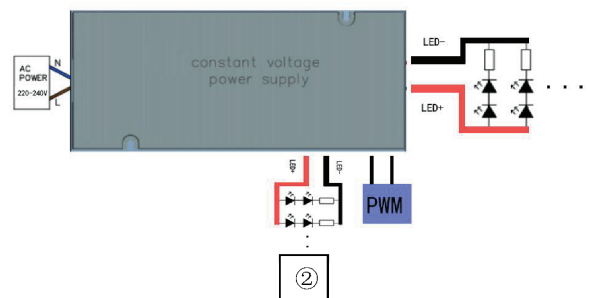 LED-
constant voltage
power supply
N
AC
POWER
220-240V
L
LED+
LED+
LED-
PWM
②